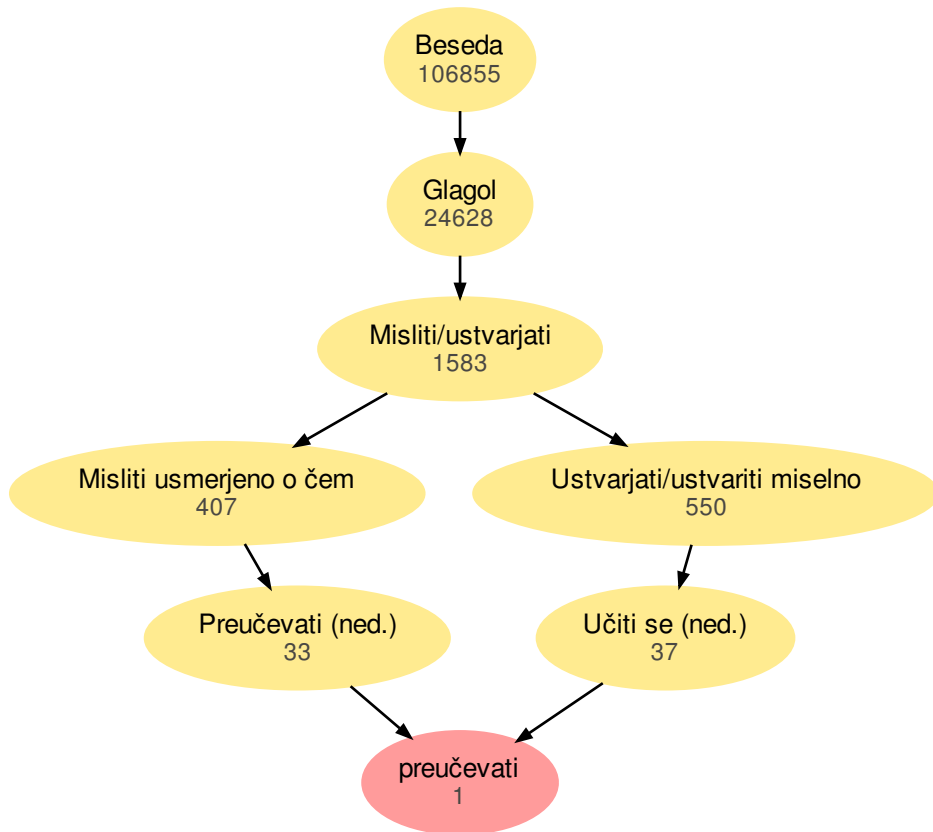 Beseda
106855
Glagol
24628
Misliti/ustvarjati
1583
Misliti usmerjeno o čem
407
Ustvarjati/ustvariti miselno
550
Preučevati (ned.)
33
Učiti se (ned.)
37
preučevati
1